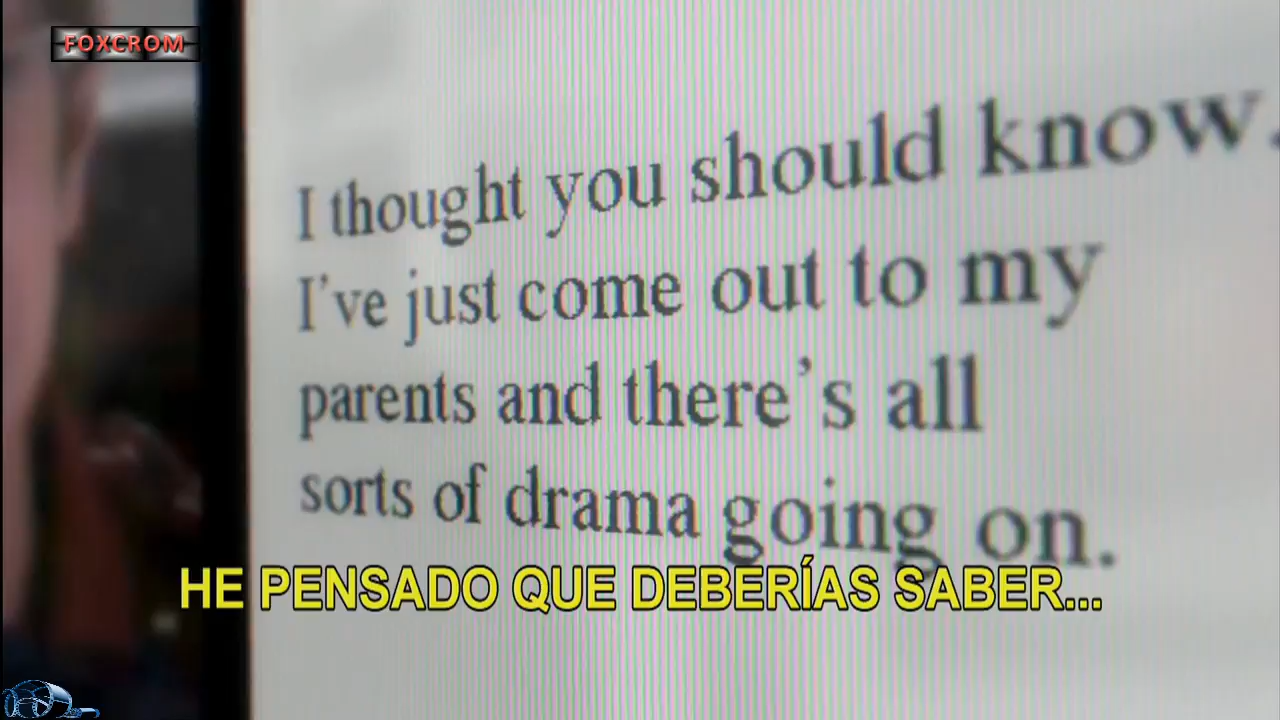 FOXCROM
I thought you should know.
I've just come out to my
parents and there's all
sorts of drama going on.
HE PENSADO QUE DEBERÍAS SABER...